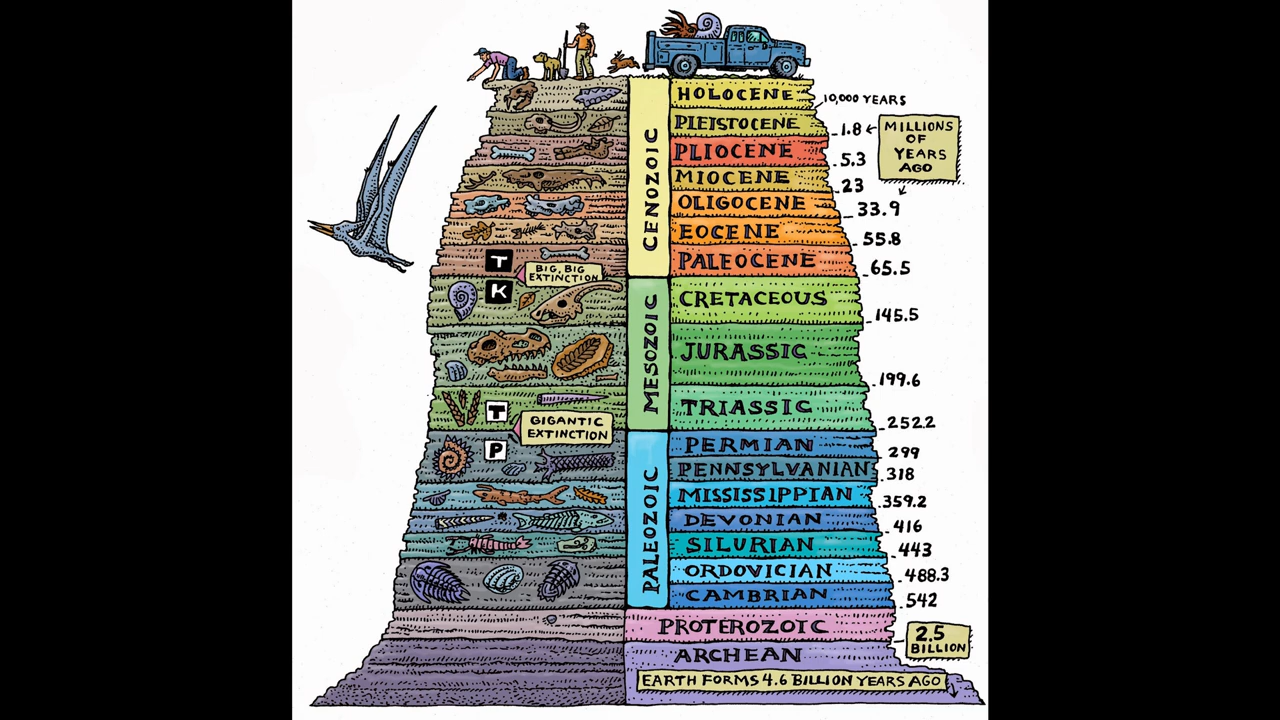 HOLOCENE
10,000 YEARS
PLEISTOCENE
1.8
MILLIONS
OF
YEARS
AGO
PLIOCENE
5.3
MIOCENE
23
OLIGOCENE
33.9
EOCENE
55.8
PALEOCENE
65.5
CENOZOIC
T
BIG, BIG
EXTINCTION
K
CRETACEOUS
145.5
JURASSIC
199.6
TRIASSIC
252.2
MESOZOIC
T
GIGANTIC
EXTINCTION
P
PERMIAN
299
PENNSYLVANIAN
318
MISSISSIPPIAN
359.2
DEVONIAN
416
SILURIAN
443
ORDOVICIAN
488.3
CAMBRIAN
542
PALEOZOIC
PROTEROZOIC
2.5
BILLION
ARCHEAN
EARTH FORMS 4.6 BILLION YEARS AGO